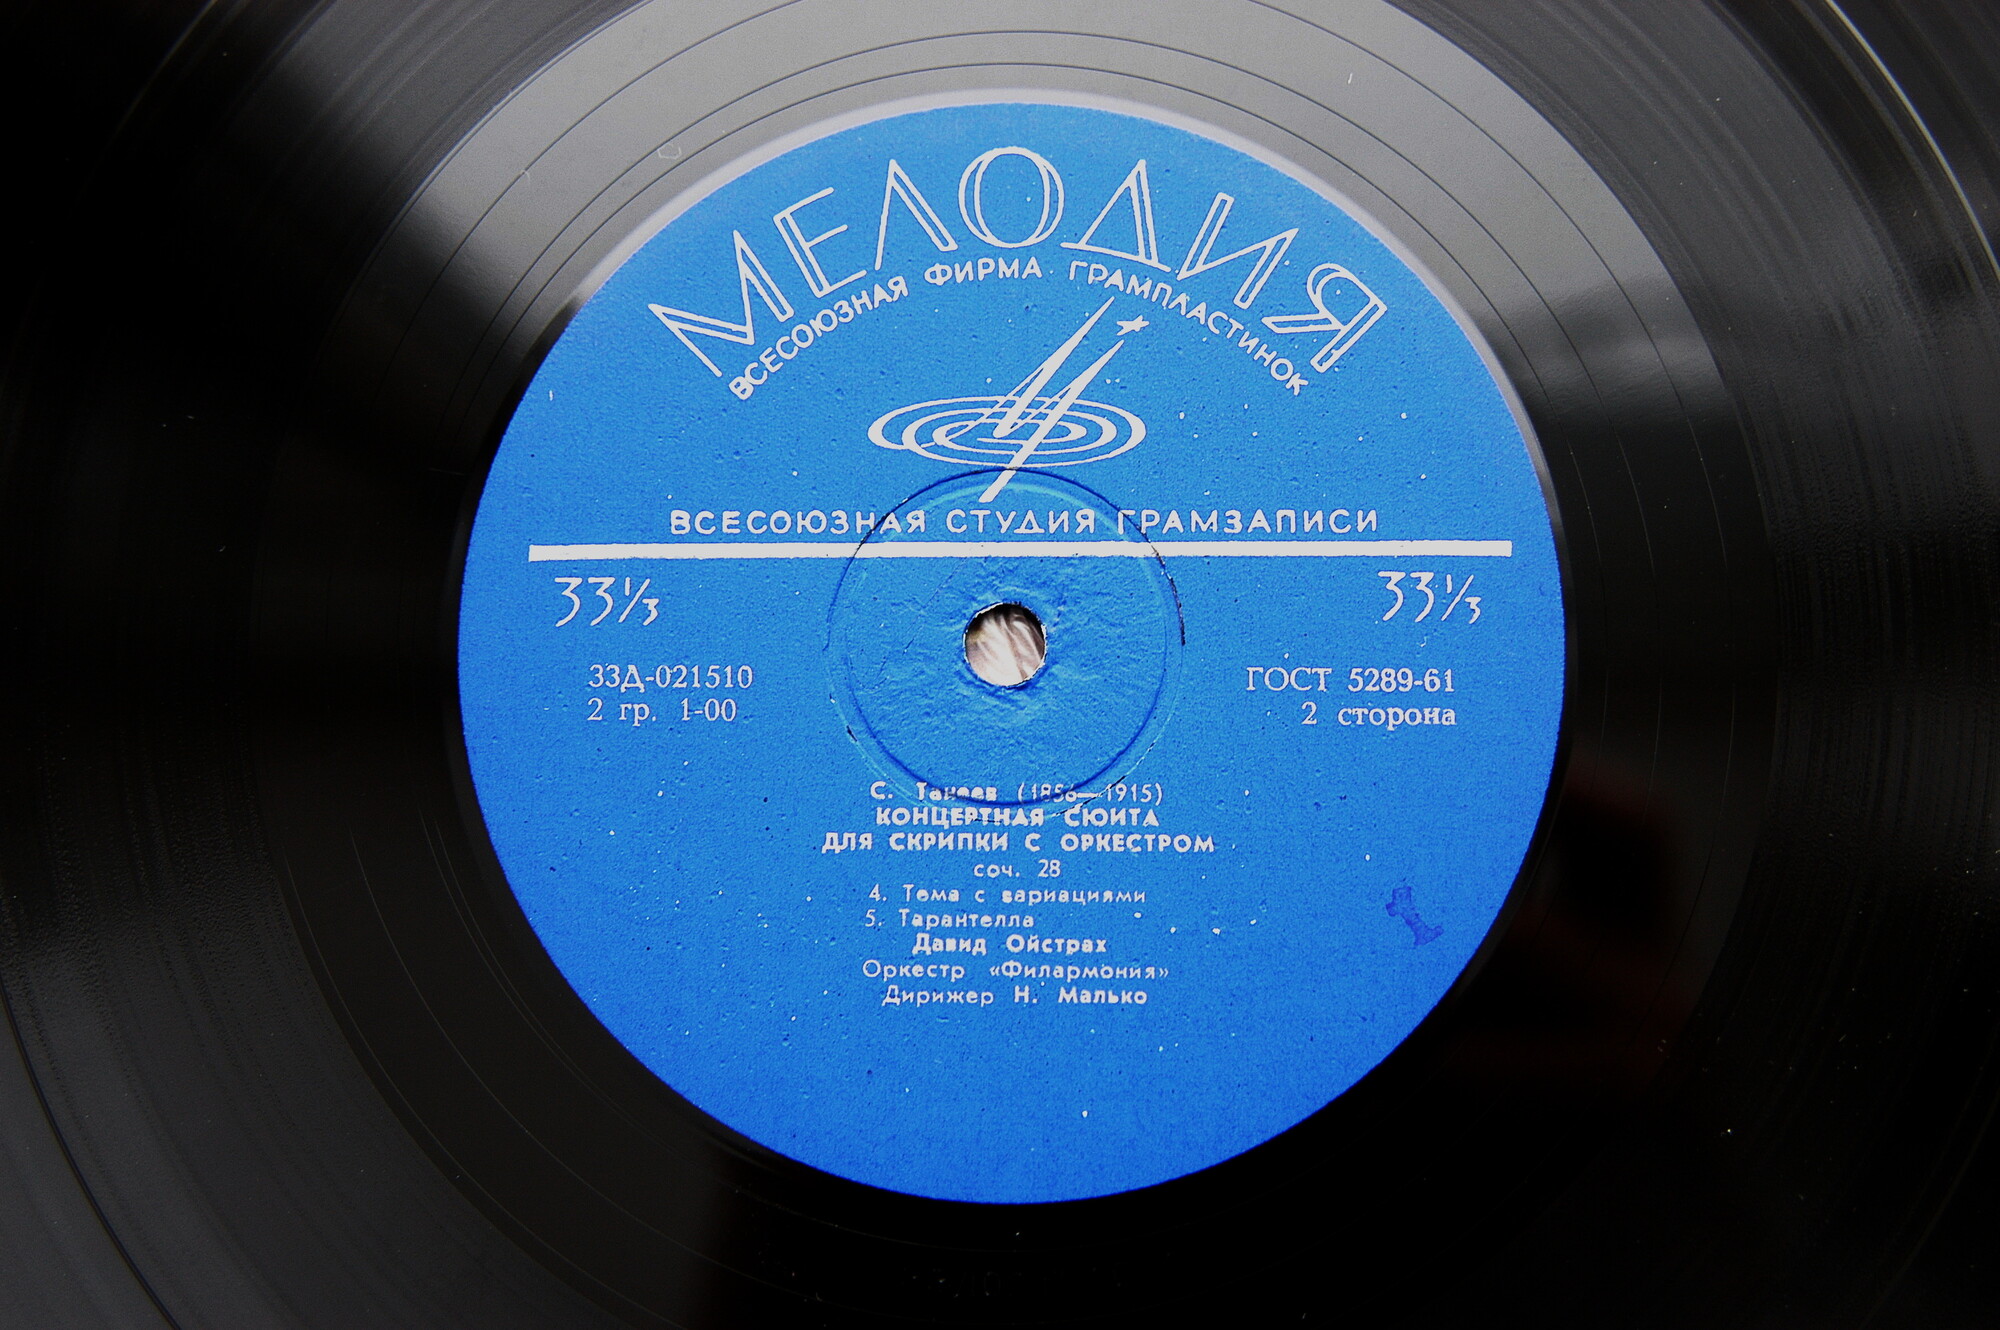 МЕЛОДИЯ
ВСЕСОЮЗНАЯ ФИРМА ГРАМПЛАСТИНОК
ВСЕСОЮЗНАЯ СТУДИЯ ГРАМЗАПИСИ
33⅓ 33⅓
33Д-021510 ГОСТ 5289-61
2 гр. 1-00 2 сторона
С. Танеев (1856—1915)
КОНЦЕРТНАЯ СЮИТА
ДЛЯ СКРИПКИ С ОРКЕСТРОМ
соч. 28
4. Тема с вариациями
5. Тарантелла
Давид Ойстрах
Оркестр «Филармония»
Дирижер Н. Малько
1